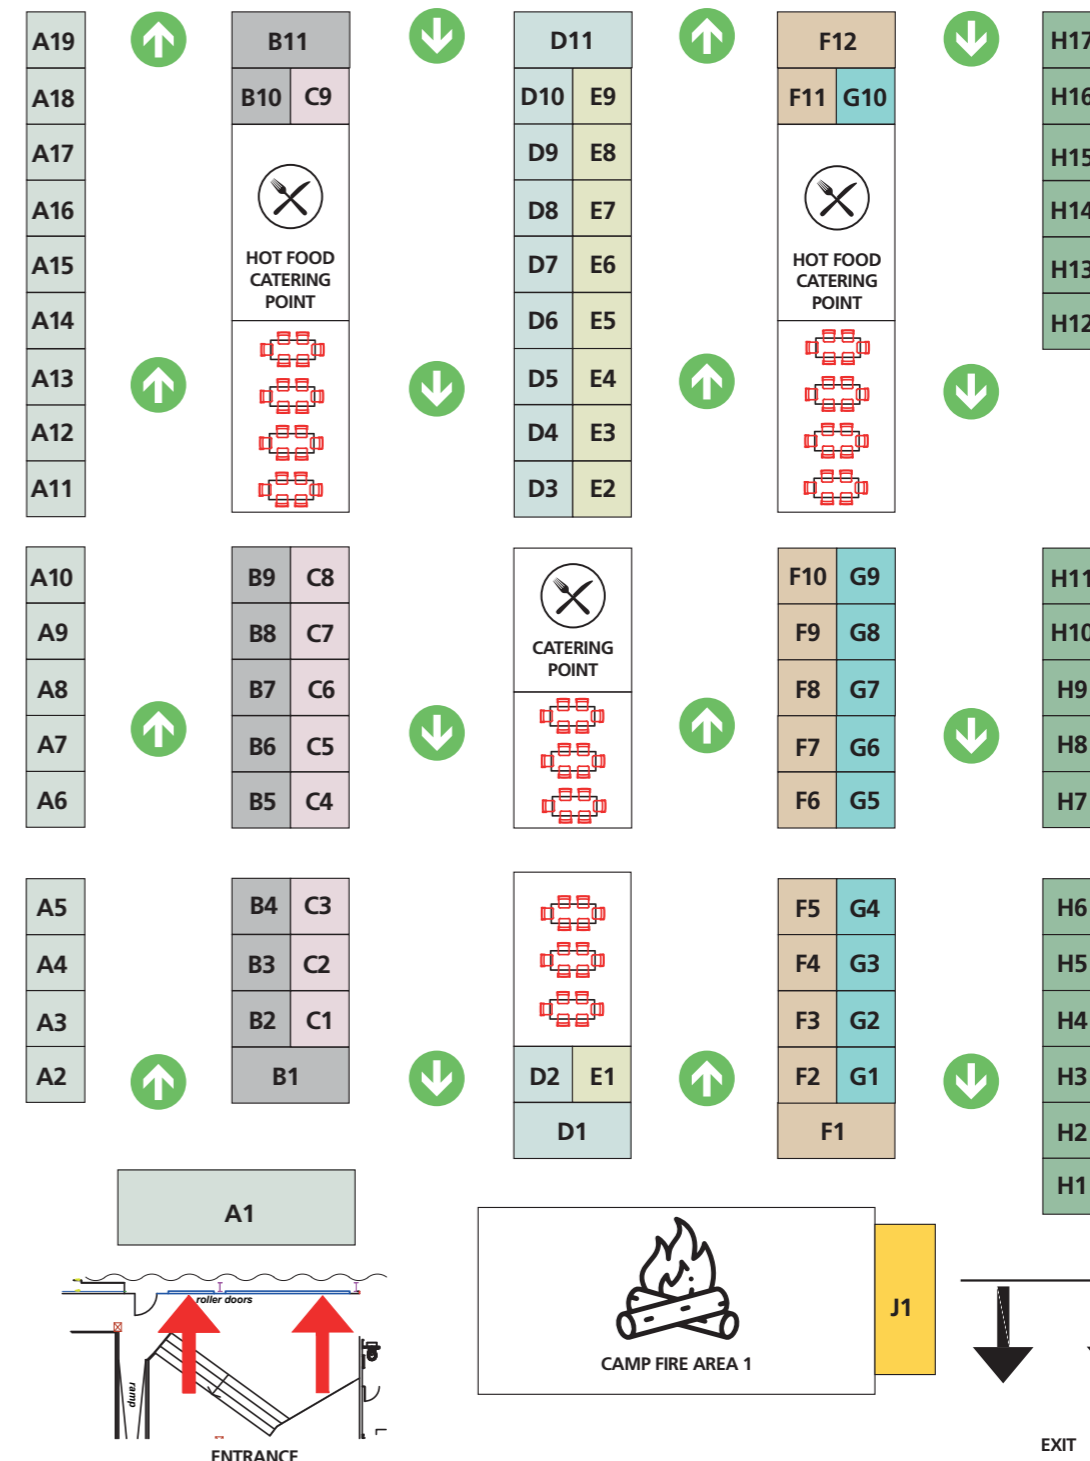 A19 B11 D11 F12 H17
A18 B10 C9 D10 E9 F11 G10 H16
A17 D9 E8 H15
A16 D8 E7 H14
A15 HOT FOOD D7 E6 HOT FOOD H13
CATERING CATERING
POINT POINT
A14 D6 E5 H12
A13 D5 E4
A12 D4 E3
A11 D3 E2
A10 B9 C8 F10 G9 H11
A9 B8 C7 CATERING F9 G8 H10
POINT
A8 B7 C6 F8 G7 H9
A7 B6 C5 F7 G6 H8
A6 B5 C4 F6 G5 H7
A5 B4 C3 F5 G4 H6
A4 B3 C2 F4 G3 H5
A3 B2 C1 F3 G2 H4
A2 B1 D2 E1 F2 G1 H3
D1 F1 H2
H1
A1
roller doors
J1
CAMP FIRE AREA 1
ramp
ENTRANCE
EXIT